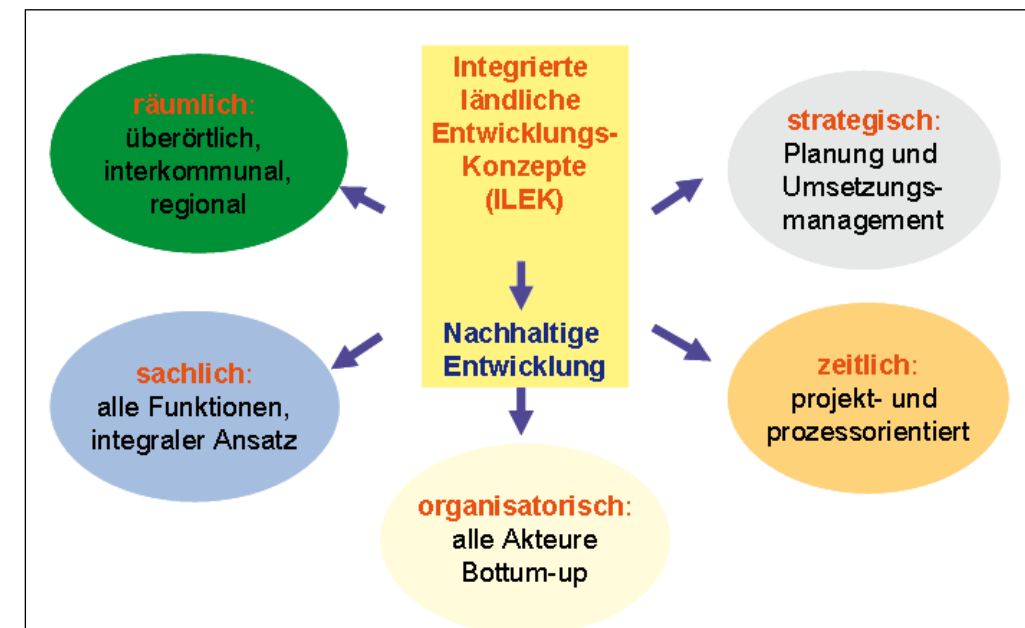 Integrierte
ländliche
Entwicklungs-
Konzepte
(ILEK)
Nachhaltige
Entwicklung
räumlich:
überörtlich,
interkommunal,
regional
strategisch:
Planung und
Umsetzungs-
management
sachlich:
alle Funktionen,
integraler Ansatz
zeitlich:
projekt- und
prozessorientiert
organisatorisch:
alle Akteure
Bottum-up